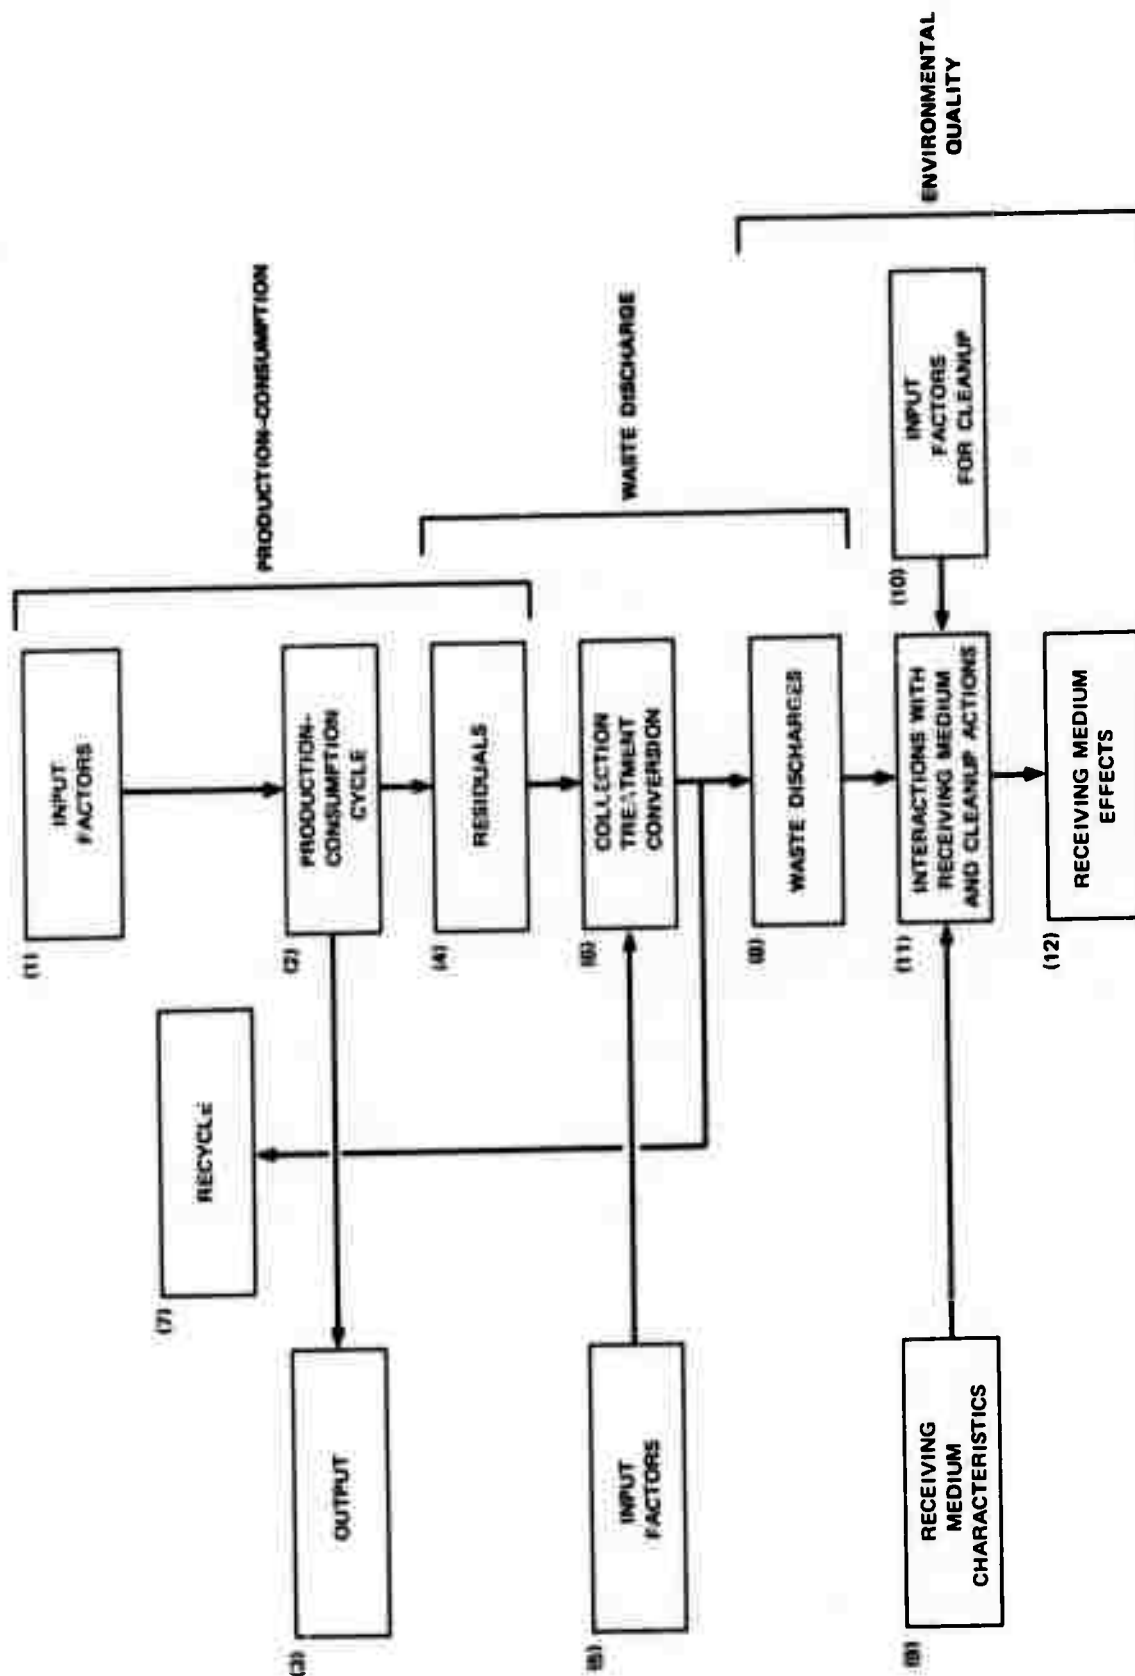 (1)
INPUT
FACTORS
PRODUCTION-CONSUMPTION
(7)
RECYCLE
(2)
PRODUCTION-
CONSUMPTION
CYCLE
(3)
OUTPUT
(4)
RESIDUALS
WASTE DISCHARGE
(5)
INPUT
FACTORS
(6)
COLLECTION
TREATMENT
CONVERSION
(8)
WASTE DISCHARGES
ENVIRONMENTAL
QUALITY
(9)
RECEIVING
MEDIUM
CHARACTERISTICS
(11)
INTERACTIONS WITH
RECEIVING MEDIUM
AND CLEANUP ACTIONS
(10)
INPUT
FACTORS
FOR CLEANUP
(12)
RECEIVING MEDIUM
EFFECTS